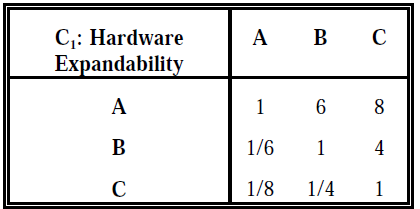 C₁: Hardware A B C
Expandability
A 1 6 8
B 1/6 1 4
C 1/8 1/4 1